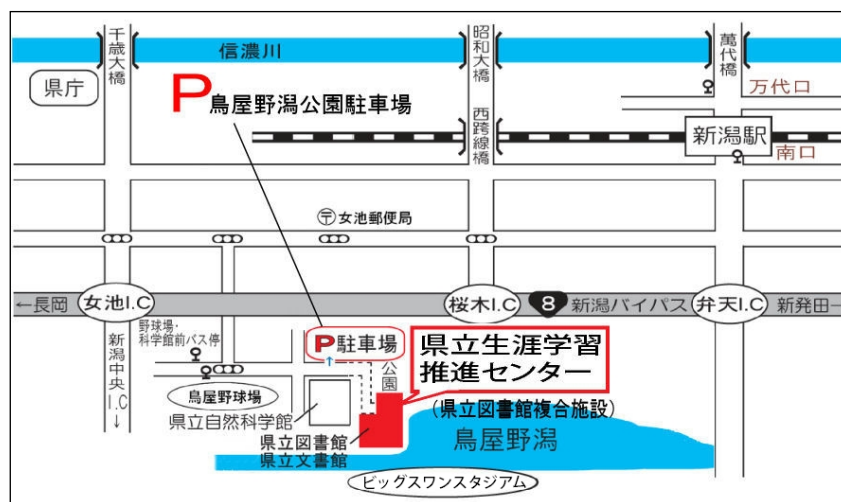 千歳大橋
昭和大橋
萬代橋
信濃川
県庁
P鳥屋野潟公園駐車場
万代口
西跨線橋
新潟駅
南口
〒女池郵便局
←長岡
女池I.C
桜木I.C
8
新潟バイパス
弁天I.C
新発田→
野球場・
科学館前バス停
新潟中央I.C↓
P駐車場
↑
公園
県立生涯学習
推進センター
(県立図書館複合施設)
鳥屋野球場
県立自然科学館
県立図書館
県立文書館
鳥屋野潟
ビッグスワンスタジアム